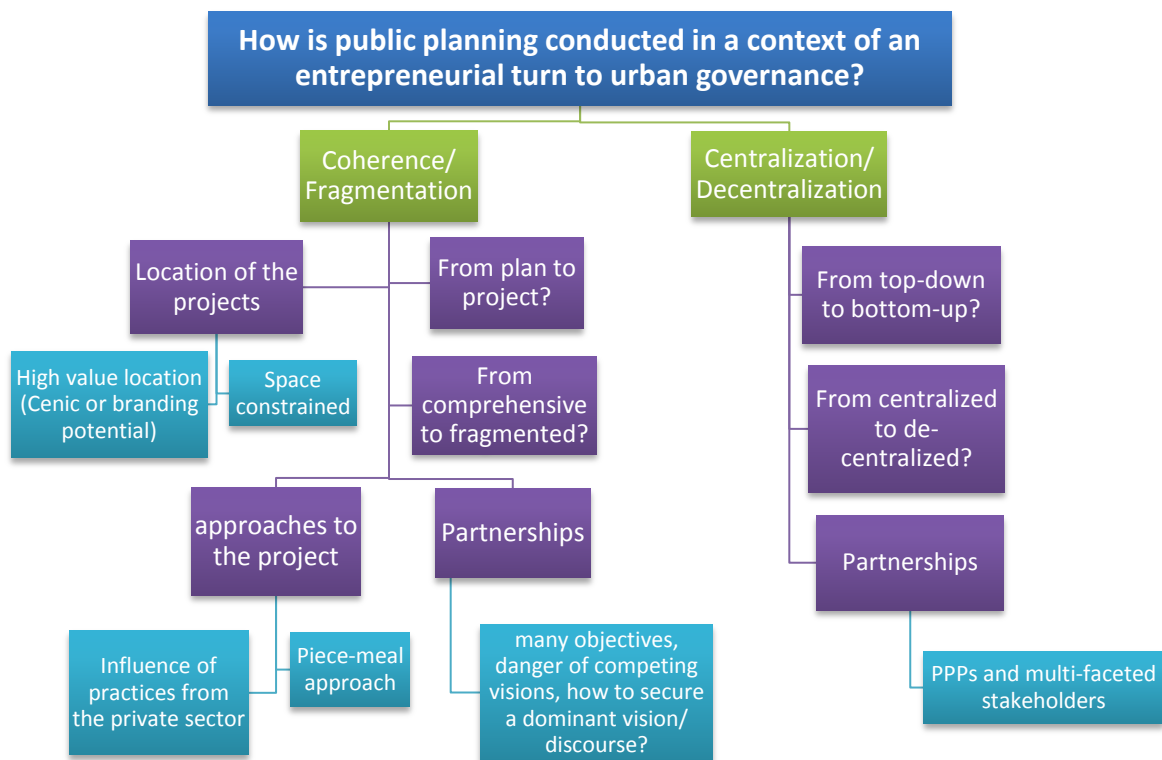 How is public planning conducted in a context of an
entrepreneurial turn to urban governance?
Coherence/
Fragmentation
Centralization/
Decentralization
Location of the
projects
From plan to
project?
From top-down
to bottom-up?
High value location
(Cenic or branding
potential)
Space
constrained
From
comprehensive
to fragmented?
From centralized
to de-
centralized?
approaches to
the project
Partnerships
Partnerships
Influence of
practices from
the private sector
Piece-meal
approach
many objectives,
danger of competing
visions, how to secure
a dominant vision/
discourse?
PPPs and multi-faceted
stakeholders